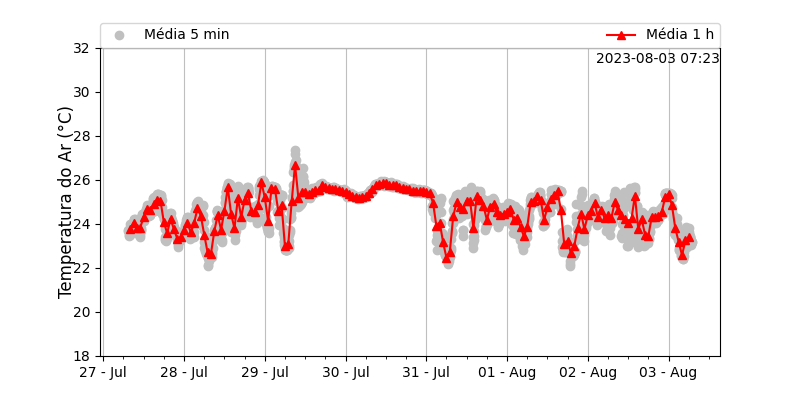 Média 5 min
Média 1 h
2023-08-03 07:23
Temperatura do Ar (°C)
32
30
28
26
24
22
20
18
27 - Jul
28 - Jul
29 - Jul
30 - Jul
31 - Jul
01 - Aug
02 - Aug
03 - Aug